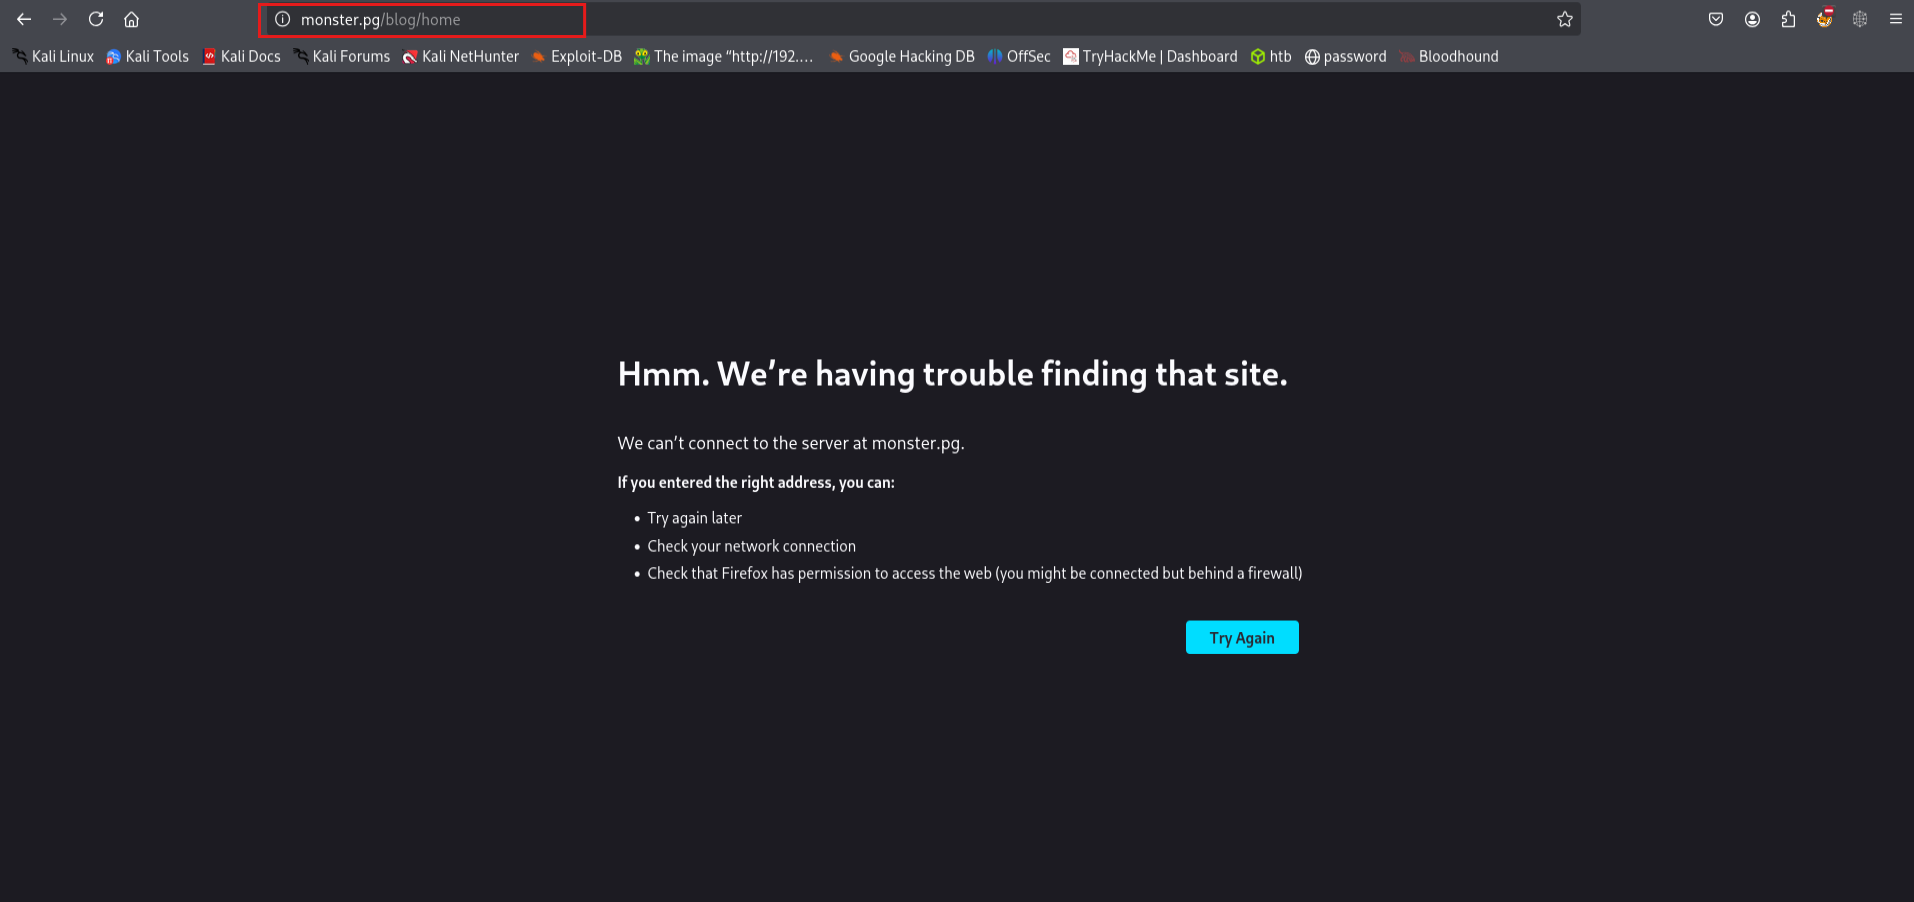 monster.pg/blog/home
Kali Linux Kali Tools Kali Docs Kali Forums Kali NetHunter Exploit-DB The image “http://192.... Google Hacking DB OffSec TryHackMe | Dashboard htb password Bloodhound
Hmm. We’re having trouble finding that site.
We can’t connect to the server at monster.pg.
If you entered the right address, you can:
• Try again later
• Check your network connection
• Check that Firefox has permission to access the web (you might be connected but behind a firewall)
Try Again